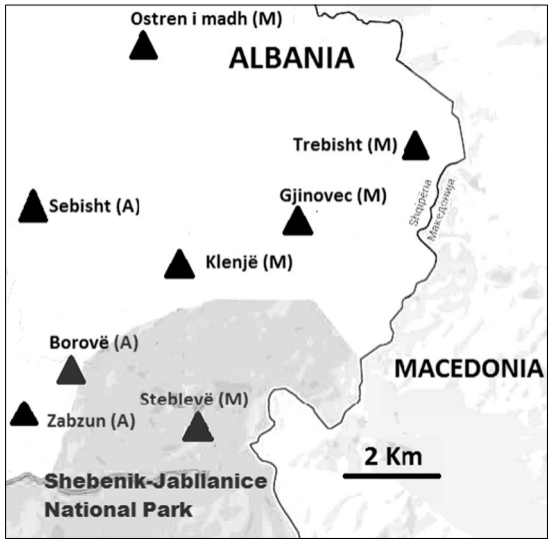 Ostren i madh (M)
ALBANIA
Trebisht (M)
Shqipëria
Македонија
Gjinovec (M)
Sebisht (A)
Klenjë (M)
Borovë (A)
MACEDONIA
Steblevë (M)
Zabzun (A)
2 Km
Shebenik-Jabllanice
National Park